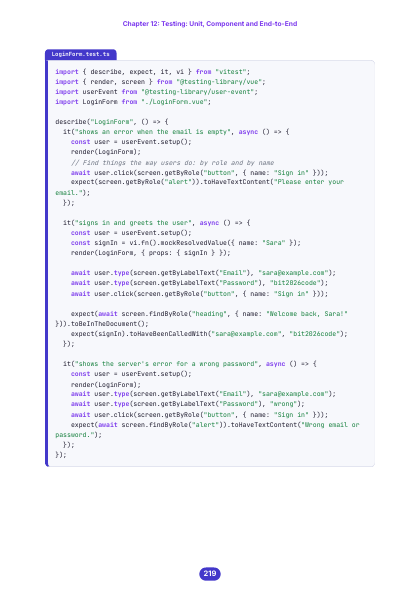 Chapter 12: Testing: Unit, Component and End-to-End
LoginForm.test.ts
import { describe, expect, it, vi } from "vitest";
import { render, screen } from "@testing-library/vue";
import userEvent from "@testing-library/user-event";
import LoginForm from "./LoginForm.vue";

describe("LoginForm", () => {
  it("shows an error when the email is empty", async () => {
    const user = userEvent.setup();
    render(LoginForm);
    // Find things the way users do: by role and by name
    await user.click(screen.getByRole("button", { name: "Sign in" }));
    expect(screen.getByRole("alert")).toHaveTextContent("Please enter your
email.");
  });

  it("signs in and greets the user", async () => {
    const user = userEvent.setup();
    const signIn = vi.fn().mockResolvedValue({ name: "Sara" });
    render(LoginForm, { props: { signIn } });

    await user.type(screen.getByLabelText("Email"), "sara@example.com");
    await user.type(screen.getByLabelText("Password"), "bit2026code");
    await user.click(screen.getByRole("button", { name: "Sign in" }));

    expect(await screen.findByRole("heading", { name: "Welcome back, Sara!"
})).toBeInTheDocument();
    expect(signIn).toHaveBeenCalledWith("sara@example.com", "bit2026code");
  });

  it("shows the server's error for a wrong password", async () => {
    const user = userEvent.setup();
    render(LoginForm);
    await user.type(screen.getByLabelText("Email"), "sara@example.com");
    await user.type(screen.getByLabelText("Password"), "wrong");
    await user.click(screen.getByRole("button", { name: "Sign in" }));
    expect(await screen.findByRole("alert")).toHaveTextContent("Wrong email or
password.");
  });
});
219